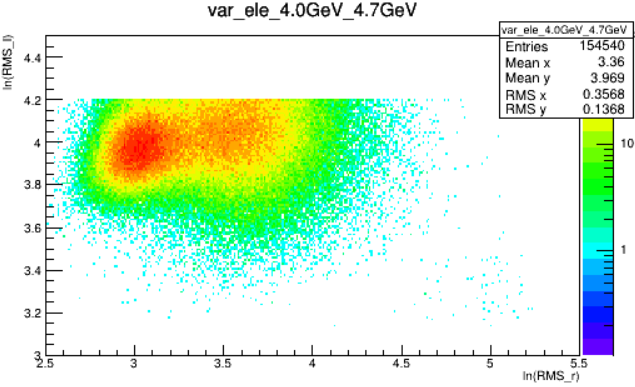 var_ele_4.0GeV_4.7GeV
var_ele_4.0GeV_4.7GeV
Entries 154540
Mean x 3.36
Mean y 3.969
RMS x 0.3568
RMS y 0.1368
ln(RMS_l)
4.4
4.2
4
3.8
3.6
3.4
3.2
3
2.5 3 3.5 4 4.5 5 5.5
ln(RMS_r)
10
1